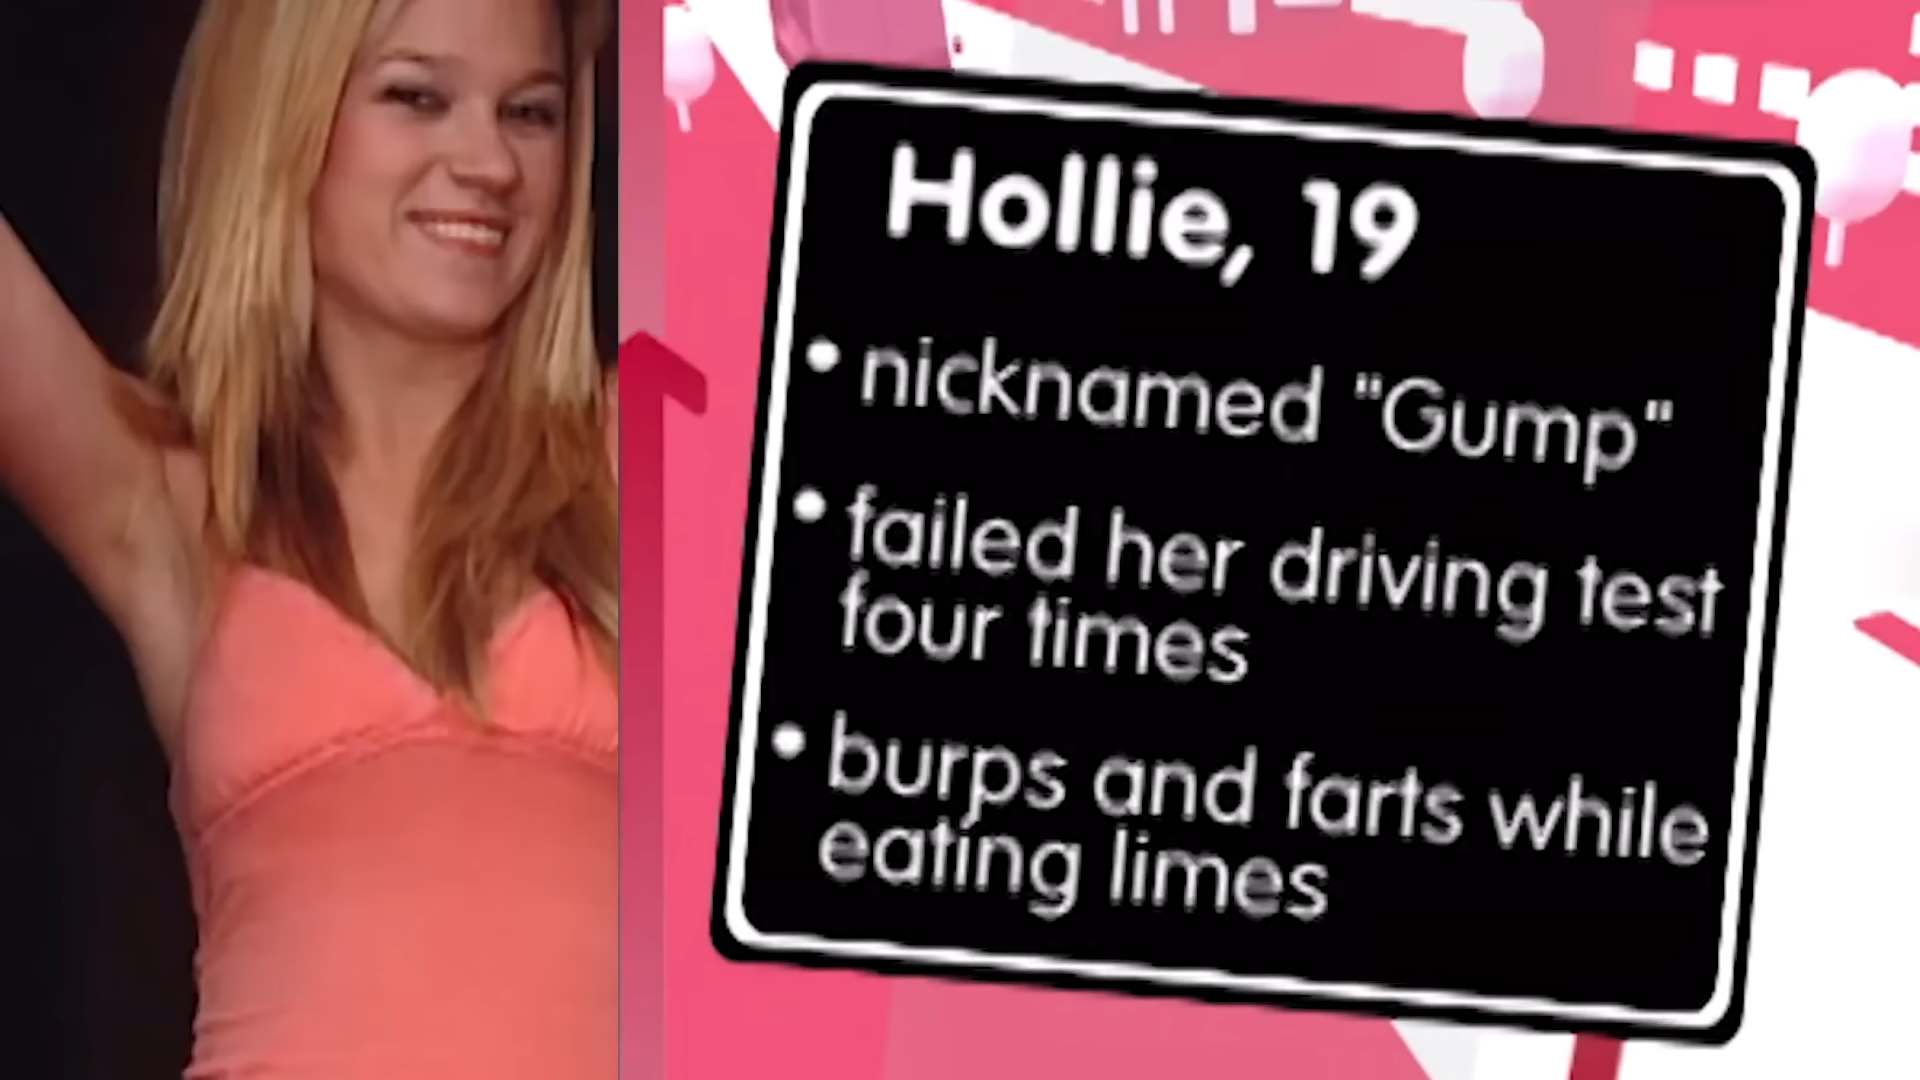 Hollie, 19
• nicknamed "Gump"
• failed her driving test
four times
• burps and farts while
eating limes